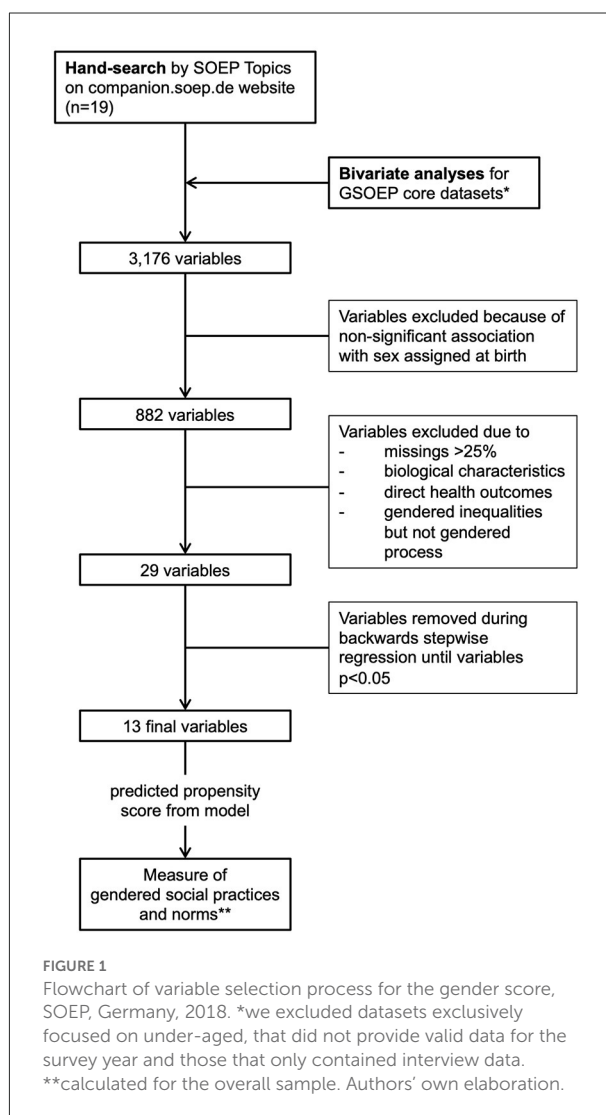 Hand-search by SOEP Topics
on companion.soep.de website
(n=19)
Bivariate analyses for
GSOEP core datasets*
3,176 variables
Variables excluded because of
non-significant association
with sex assigned at birth
882 variables
Variables excluded due to
- missings >25%
- biological characteristics
- direct health outcomes
- gendered inequalities
but not gendered
process
29 variables
Variables removed during
backwards stepwise
regression until variables
p<0.05
13 final variables
predicted propensity
score from model
Measure of
gendered social practices
and norms**
FIGURE 1
Flowchart of variable selection process for the gender score,
SOEP, Germany, 2018. *we excluded datasets exclusively
focused on under-aged, that did not provide valid data for the
survey year and those that only contained interview data.
**calculated for the overall sample. Authors' own elaboration.